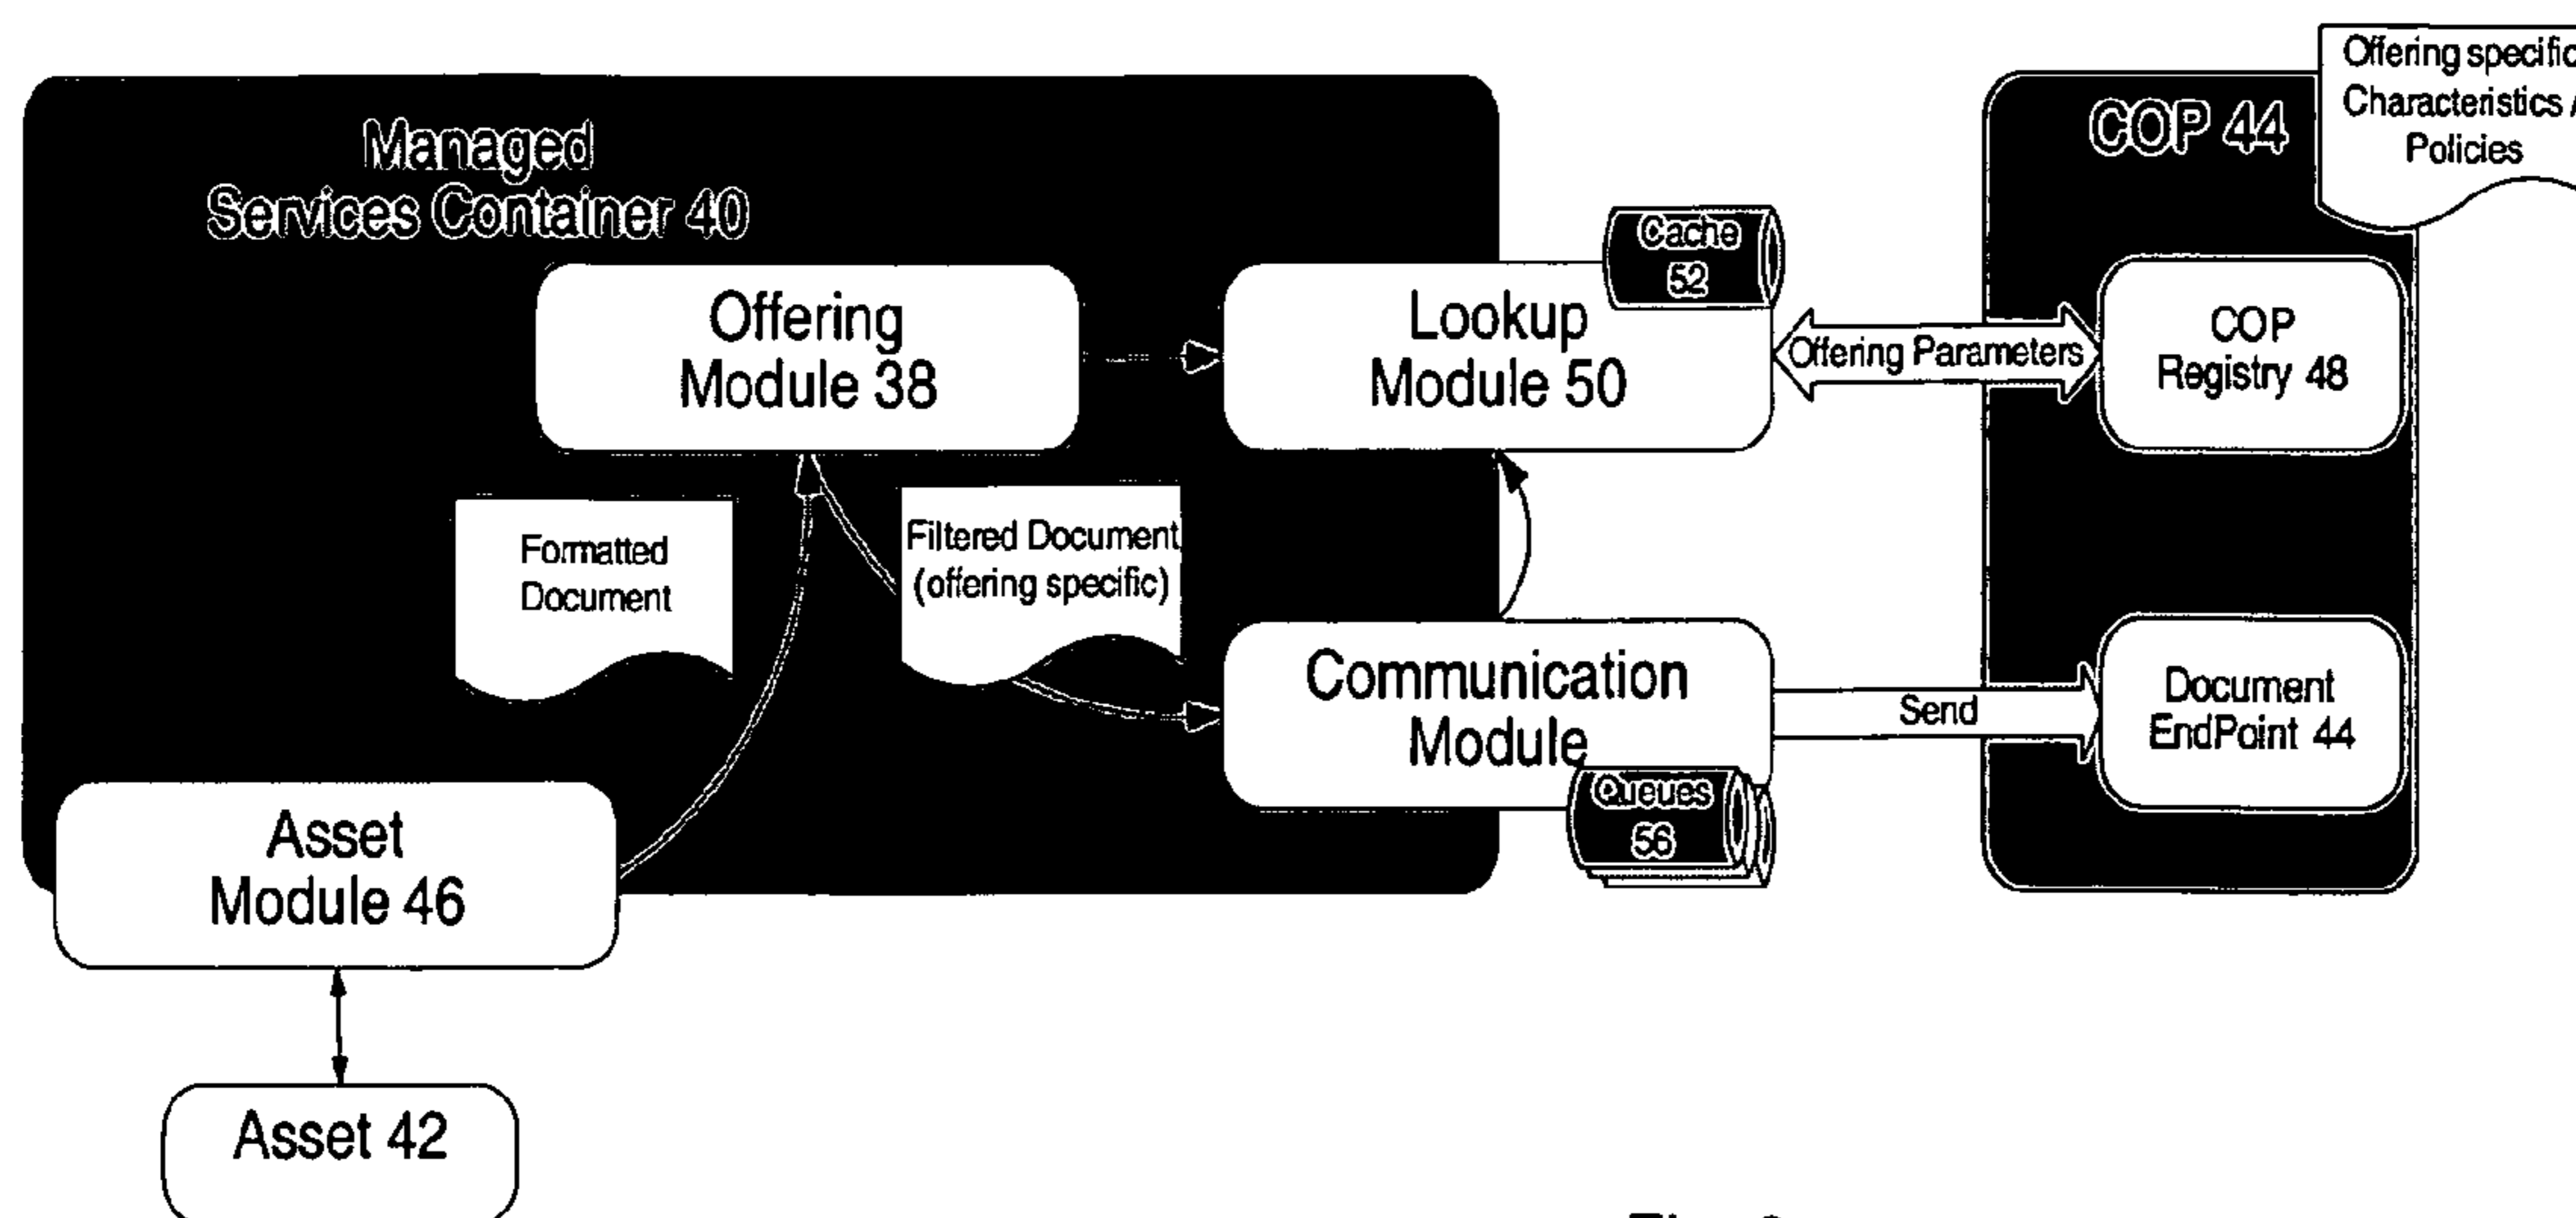 Managed
Services Container 40
COP 44
Offering specific
Characteristics
Policies
Cache
52
Offering
Module 38
Lookup
Module 50
Offering Parameters
COP
Registry 48
Formatted
Document
Filtered Document
(offering specific)
Communication
Module
Queues
56
Send
Document
EndPoint 44
Asset
Module 46
Asset 42